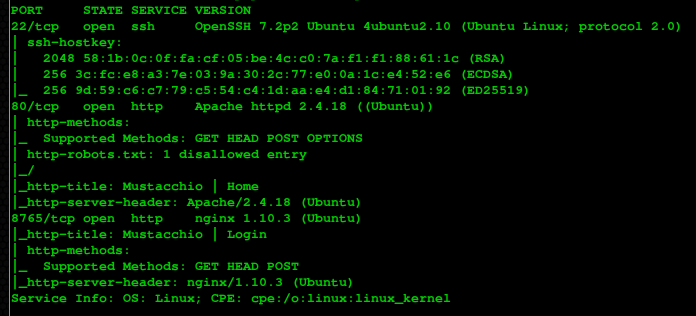 PORT     STATE SERVICE VERSION
22/tcp   open  ssh     OpenSSH 7.2p2 Ubuntu 4ubuntu2.10 (Ubuntu Linux; protocol 2.0)
| ssh-hostkey:
|   2048 58:1b:0c:0f:fa:cf:05:be:4c:c0:7a:f1:f1:88:61:1c (RSA)
|   256 3c:fc:e8:a3:7e:03:9a:30:2c:77:e0:0a:1c:e4:52:e6 (ECDSA)
|_  256 9d:59:c6:c7:79:c5:54:c4:1d:aa:e4:d1:84:71:01:92 (ED25519)
80/tcp   open  http    Apache httpd 2.4.18 ((Ubuntu))
| http-methods:
|_  Supported Methods: GET HEAD POST OPTIONS
| http-robots.txt: 1 disallowed entry
|_/
|_http-title: Mustacchio | Home
|_http-server-header: Apache/2.4.18 (Ubuntu)
8765/tcp open  http    nginx 1.10.3 (Ubuntu)
|_http-title: Mustacchio | Login
| http-methods:
|_  Supported Methods: GET HEAD POST
|_http-server-header: nginx/1.10.3 (Ubuntu)
Service Info: OS: Linux; CPE: cpe:/o:linux:linux_kernel